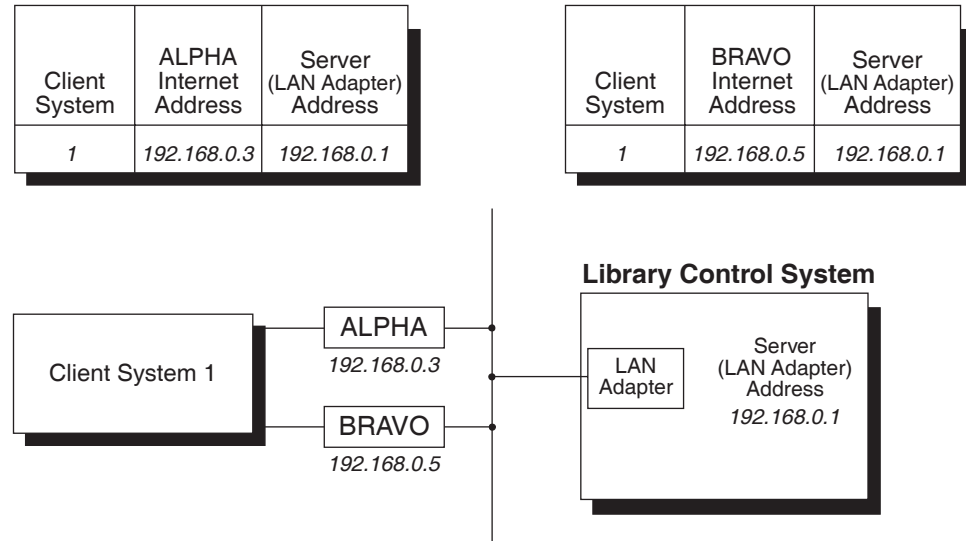 Client
System
ALPHA
Internet
Address
Server
(LAN Adapter)
Address
1
192.168.0.3
192.168.0.1
Client
System
BRAVO
Internet
Address
Server
(LAN Adapter)
Address
1
192.168.0.5
192.168.0.1
Library Control System
Client System 1
ALPHA
192.168.0.3
BRAVO
192.168.0.5
LAN
Adapter
Server
(LAN Adapter)
Address
192.168.0.1